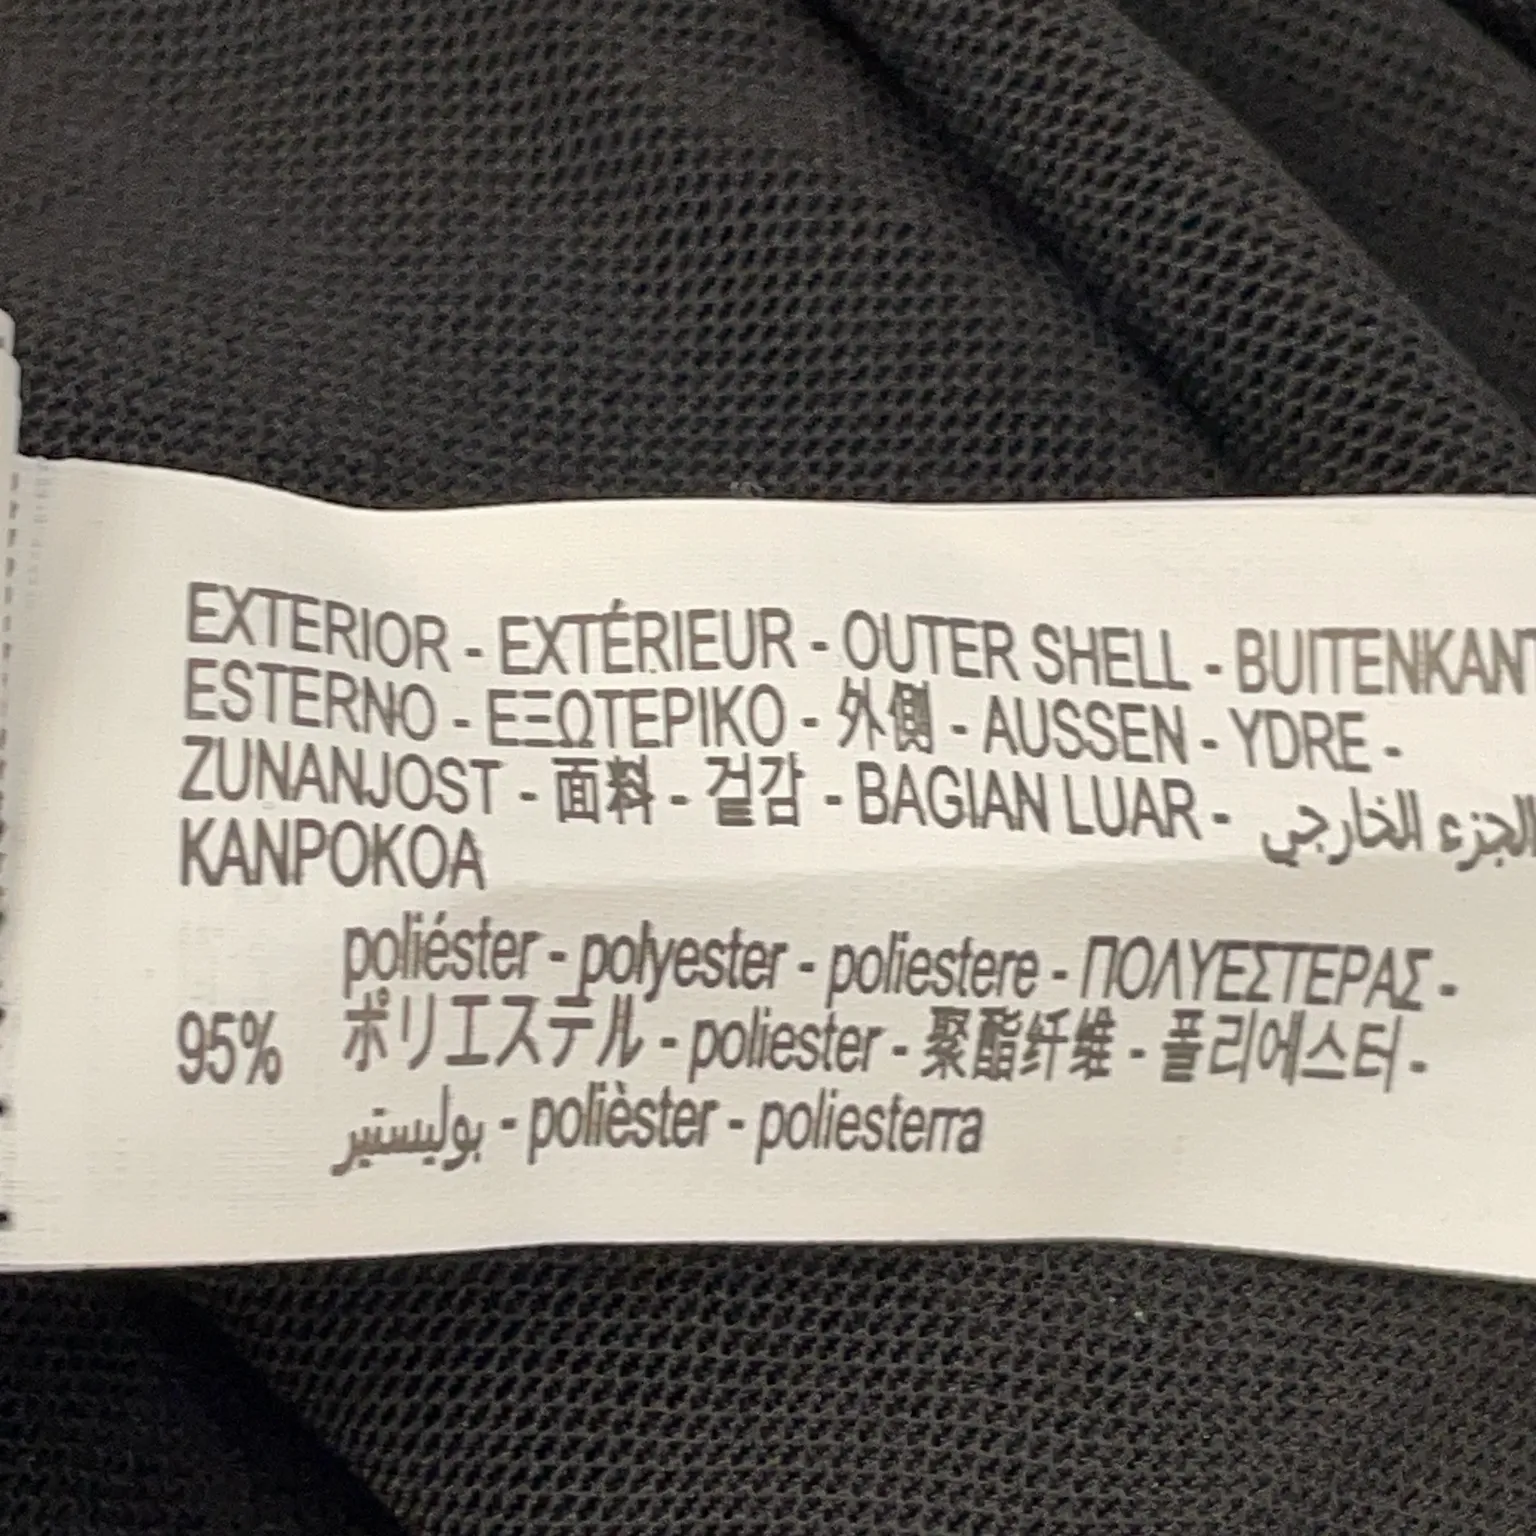 EXTERIOR - EXTÉRIEUR - OUTER SHELL - BUITENKANT
ESTERNO - ΕΞΩΤΕΡΙΚΟ - 外側 - AUSSEN - YDRE -
ZUNANJOST - 面料 - 겉감 - BAGIAN LUAR - الجزء الخارجي
KANPOKOA
poliéster - polyester - poliestere - ΠΟΛΥΕΣΤΕΡΑΣ -
95% ポリエステル - poliester - 聚酯纤维 - 폴리에스터 -
بوليستير - polièster - poliesterra